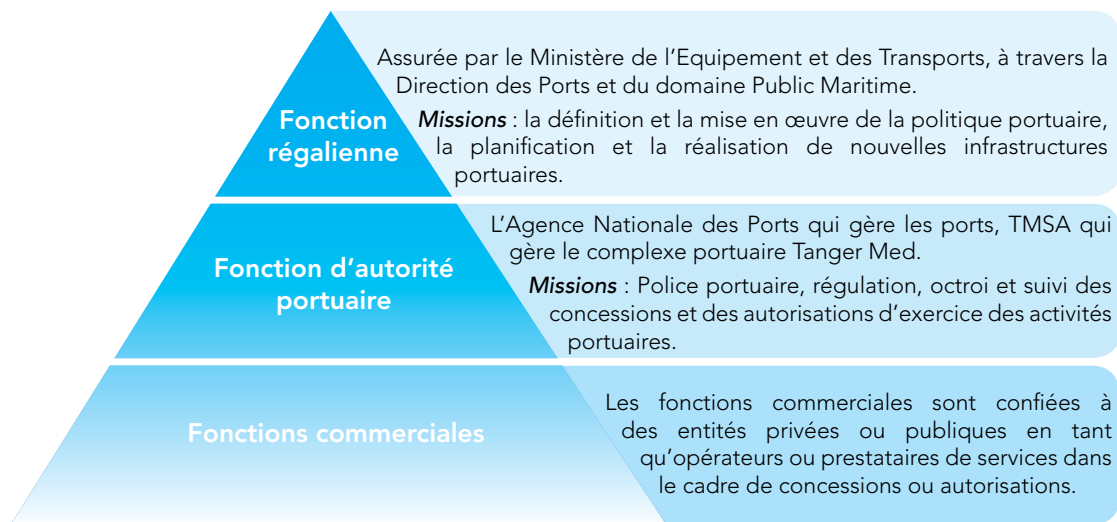 Fonction
régalienne
Assurée par le Ministère de l'Equipement et des Transports, à travers la
Direction des Ports et du domaine Public Maritime.
Missions : la définition et la mise en œuvre de la politique portuaire,
la planification et la réalisation de nouvelles infrastructures
portuaires.
Fonction d'autorité
portuaire
L'Agence Nationale des Ports qui gère les ports, TMSA qui
gère le complexe portuaire Tanger Med.
Missions : Police portuaire, régulation, octroi et suivi des
concessions et des autorisations d'exercice des activités
portuaires.
Fonctions commerciales
Les fonctions commerciales sont confiées à
des entités privées ou publiques en tant
qu'opérateurs ou prestataires de services dans
le cadre de concessions ou autorisations.